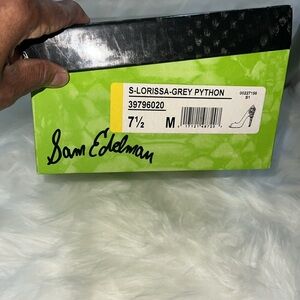 S-LORISSA-GREY PYTHON
39796020
7½ M
Sam Edelman